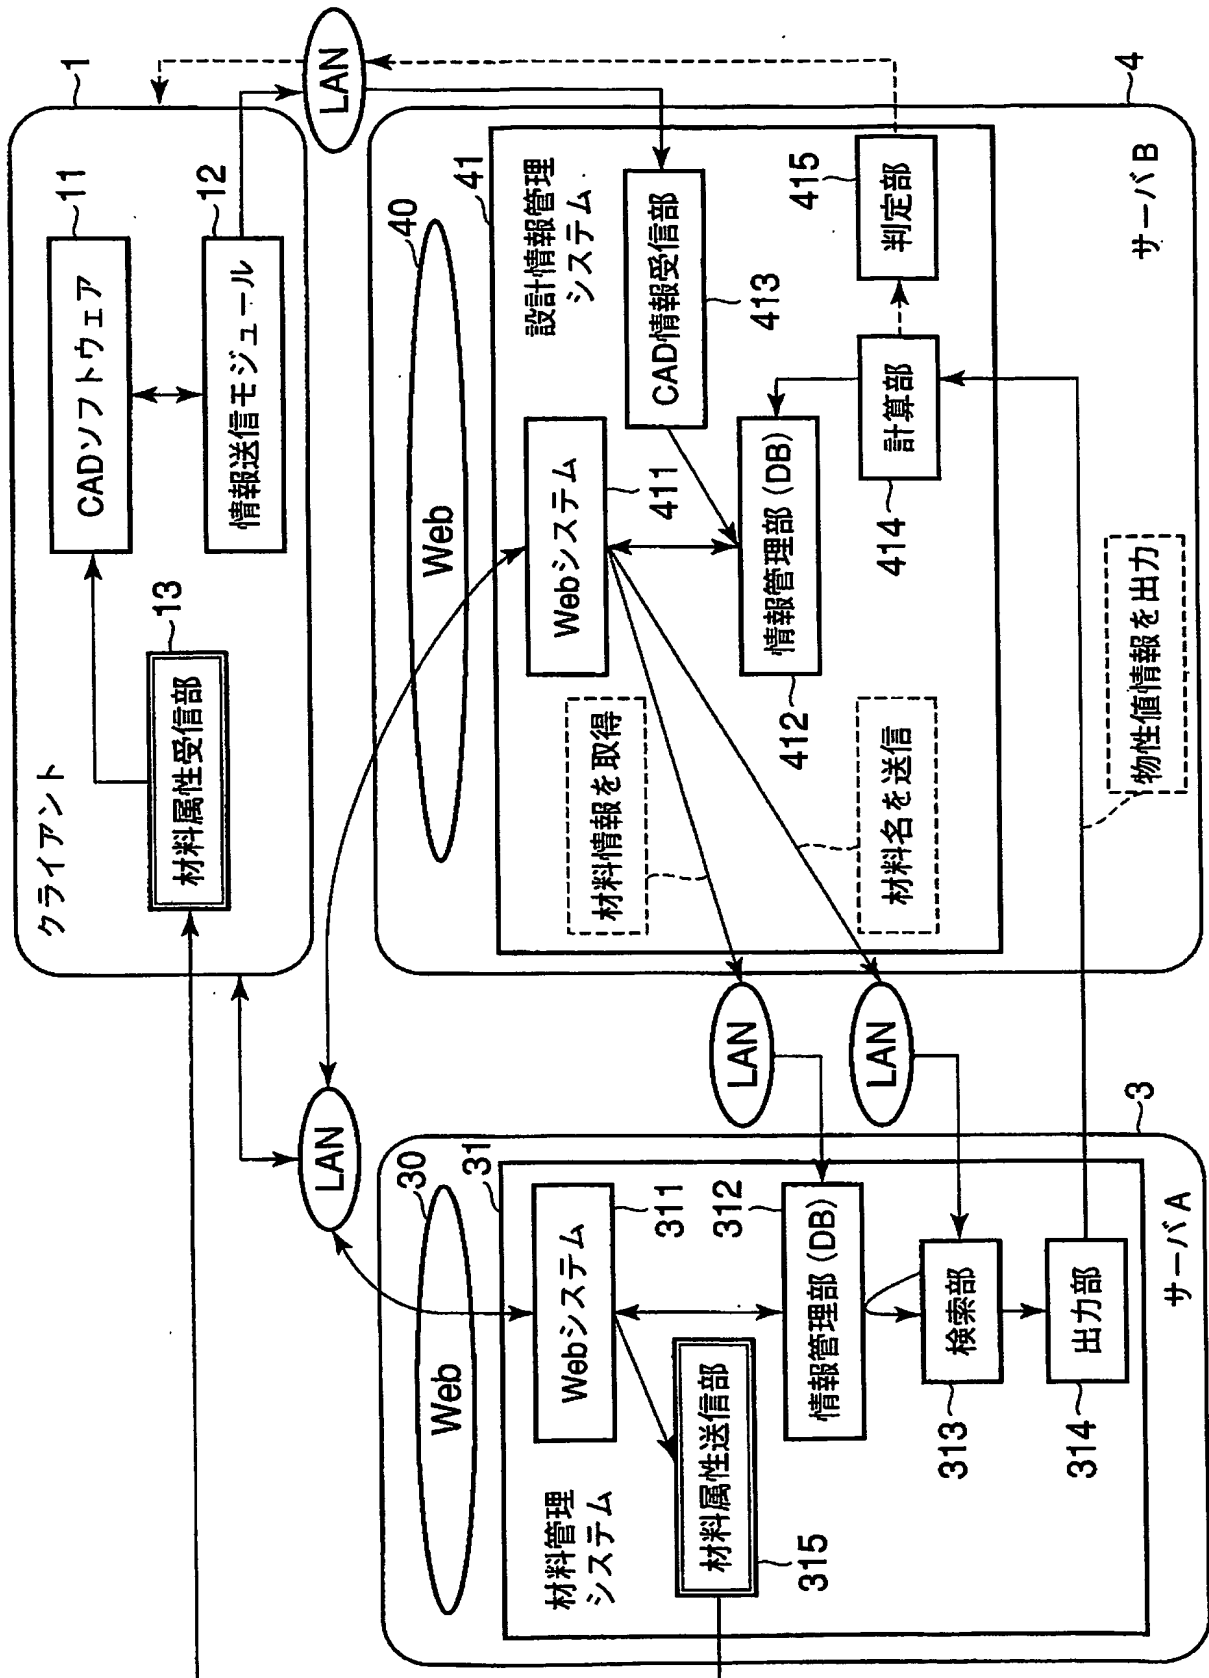 クライアント
1
CADソフトウェア
11
情報送信モジュール
12
材料属性受信部
13
LAN
LAN
Web
30
材料管理
システム
31
Webシステム
311
材料属性送信部
315
情報管理部(DB)
312
検索部
313
出力部
314
サーバA
3
LAN
LAN
Web
40
41
設計情報管理
システム
Webシステム
411
CAD情報受信部
413
材料情報を取得
情報管理部(DB)
412
材料名を送信
計算部
414
判定部
415
物性値情報を出力
サーバB
4